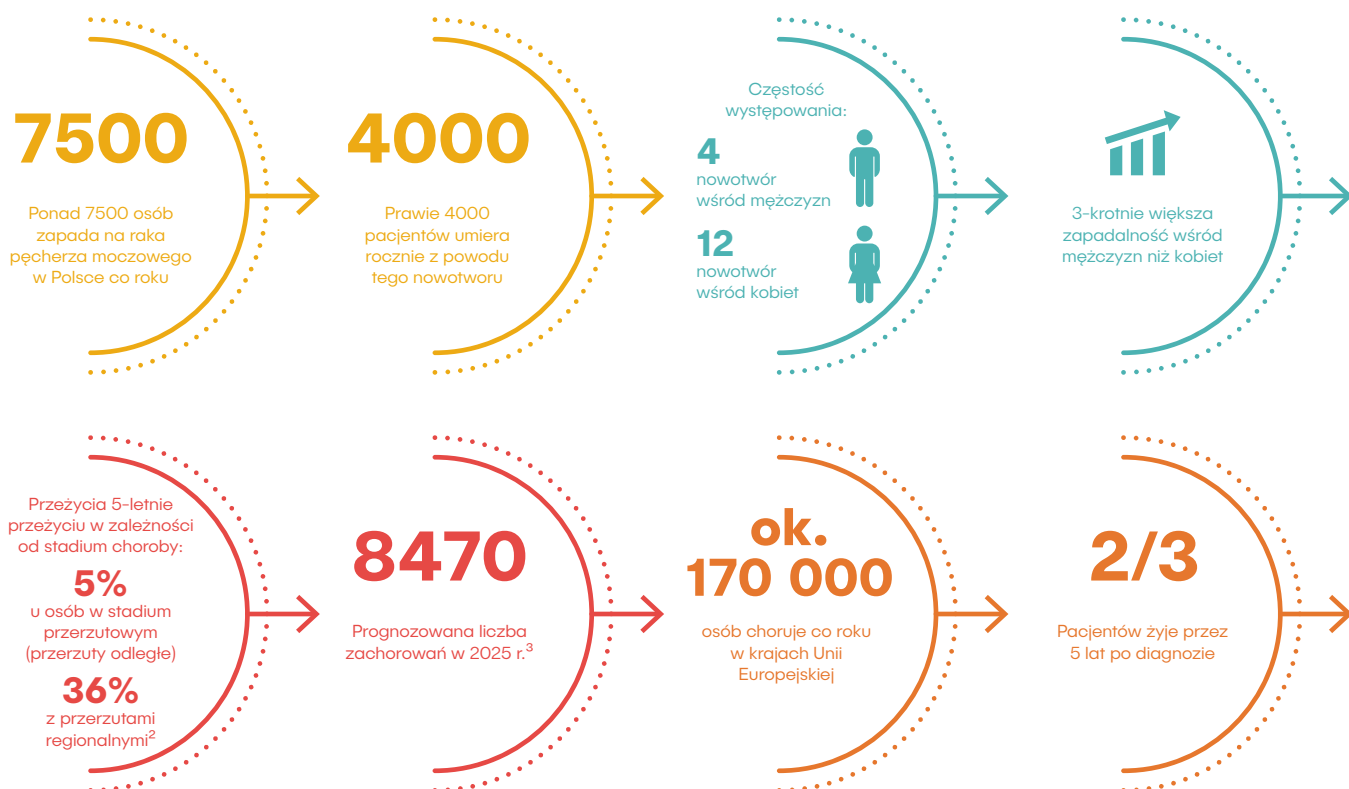 7500
Ponad 7500 osób
zapada na raka
pęcherza moczowego
w Polsce co roku
4000
Prawie 4000
pacjentów umiera
rocznie z powodu
tego nowotworu
Częstość
występowania:
4
nowotwór
wśród mężczyzn
12
nowotwór
wśród kobiet
3-krotnie większa
zapadalność wśród
mężczyzn niż kobiet
Przeżycia 5-letnie
przeżyciu w zależności
od stadium choroby:
5%
u osób w stadium
przerzutowym
(przerzuty odległe)
36%
z przerzutami
regionalnymi²
8470
Prognozowana liczba
zachorowań w 2025 r.³
ok.
170 000
osób choruje co roku
w krajach Unii
Europejskiej
2/3
Pacjentów żyje przez
5 lat po diagnozie